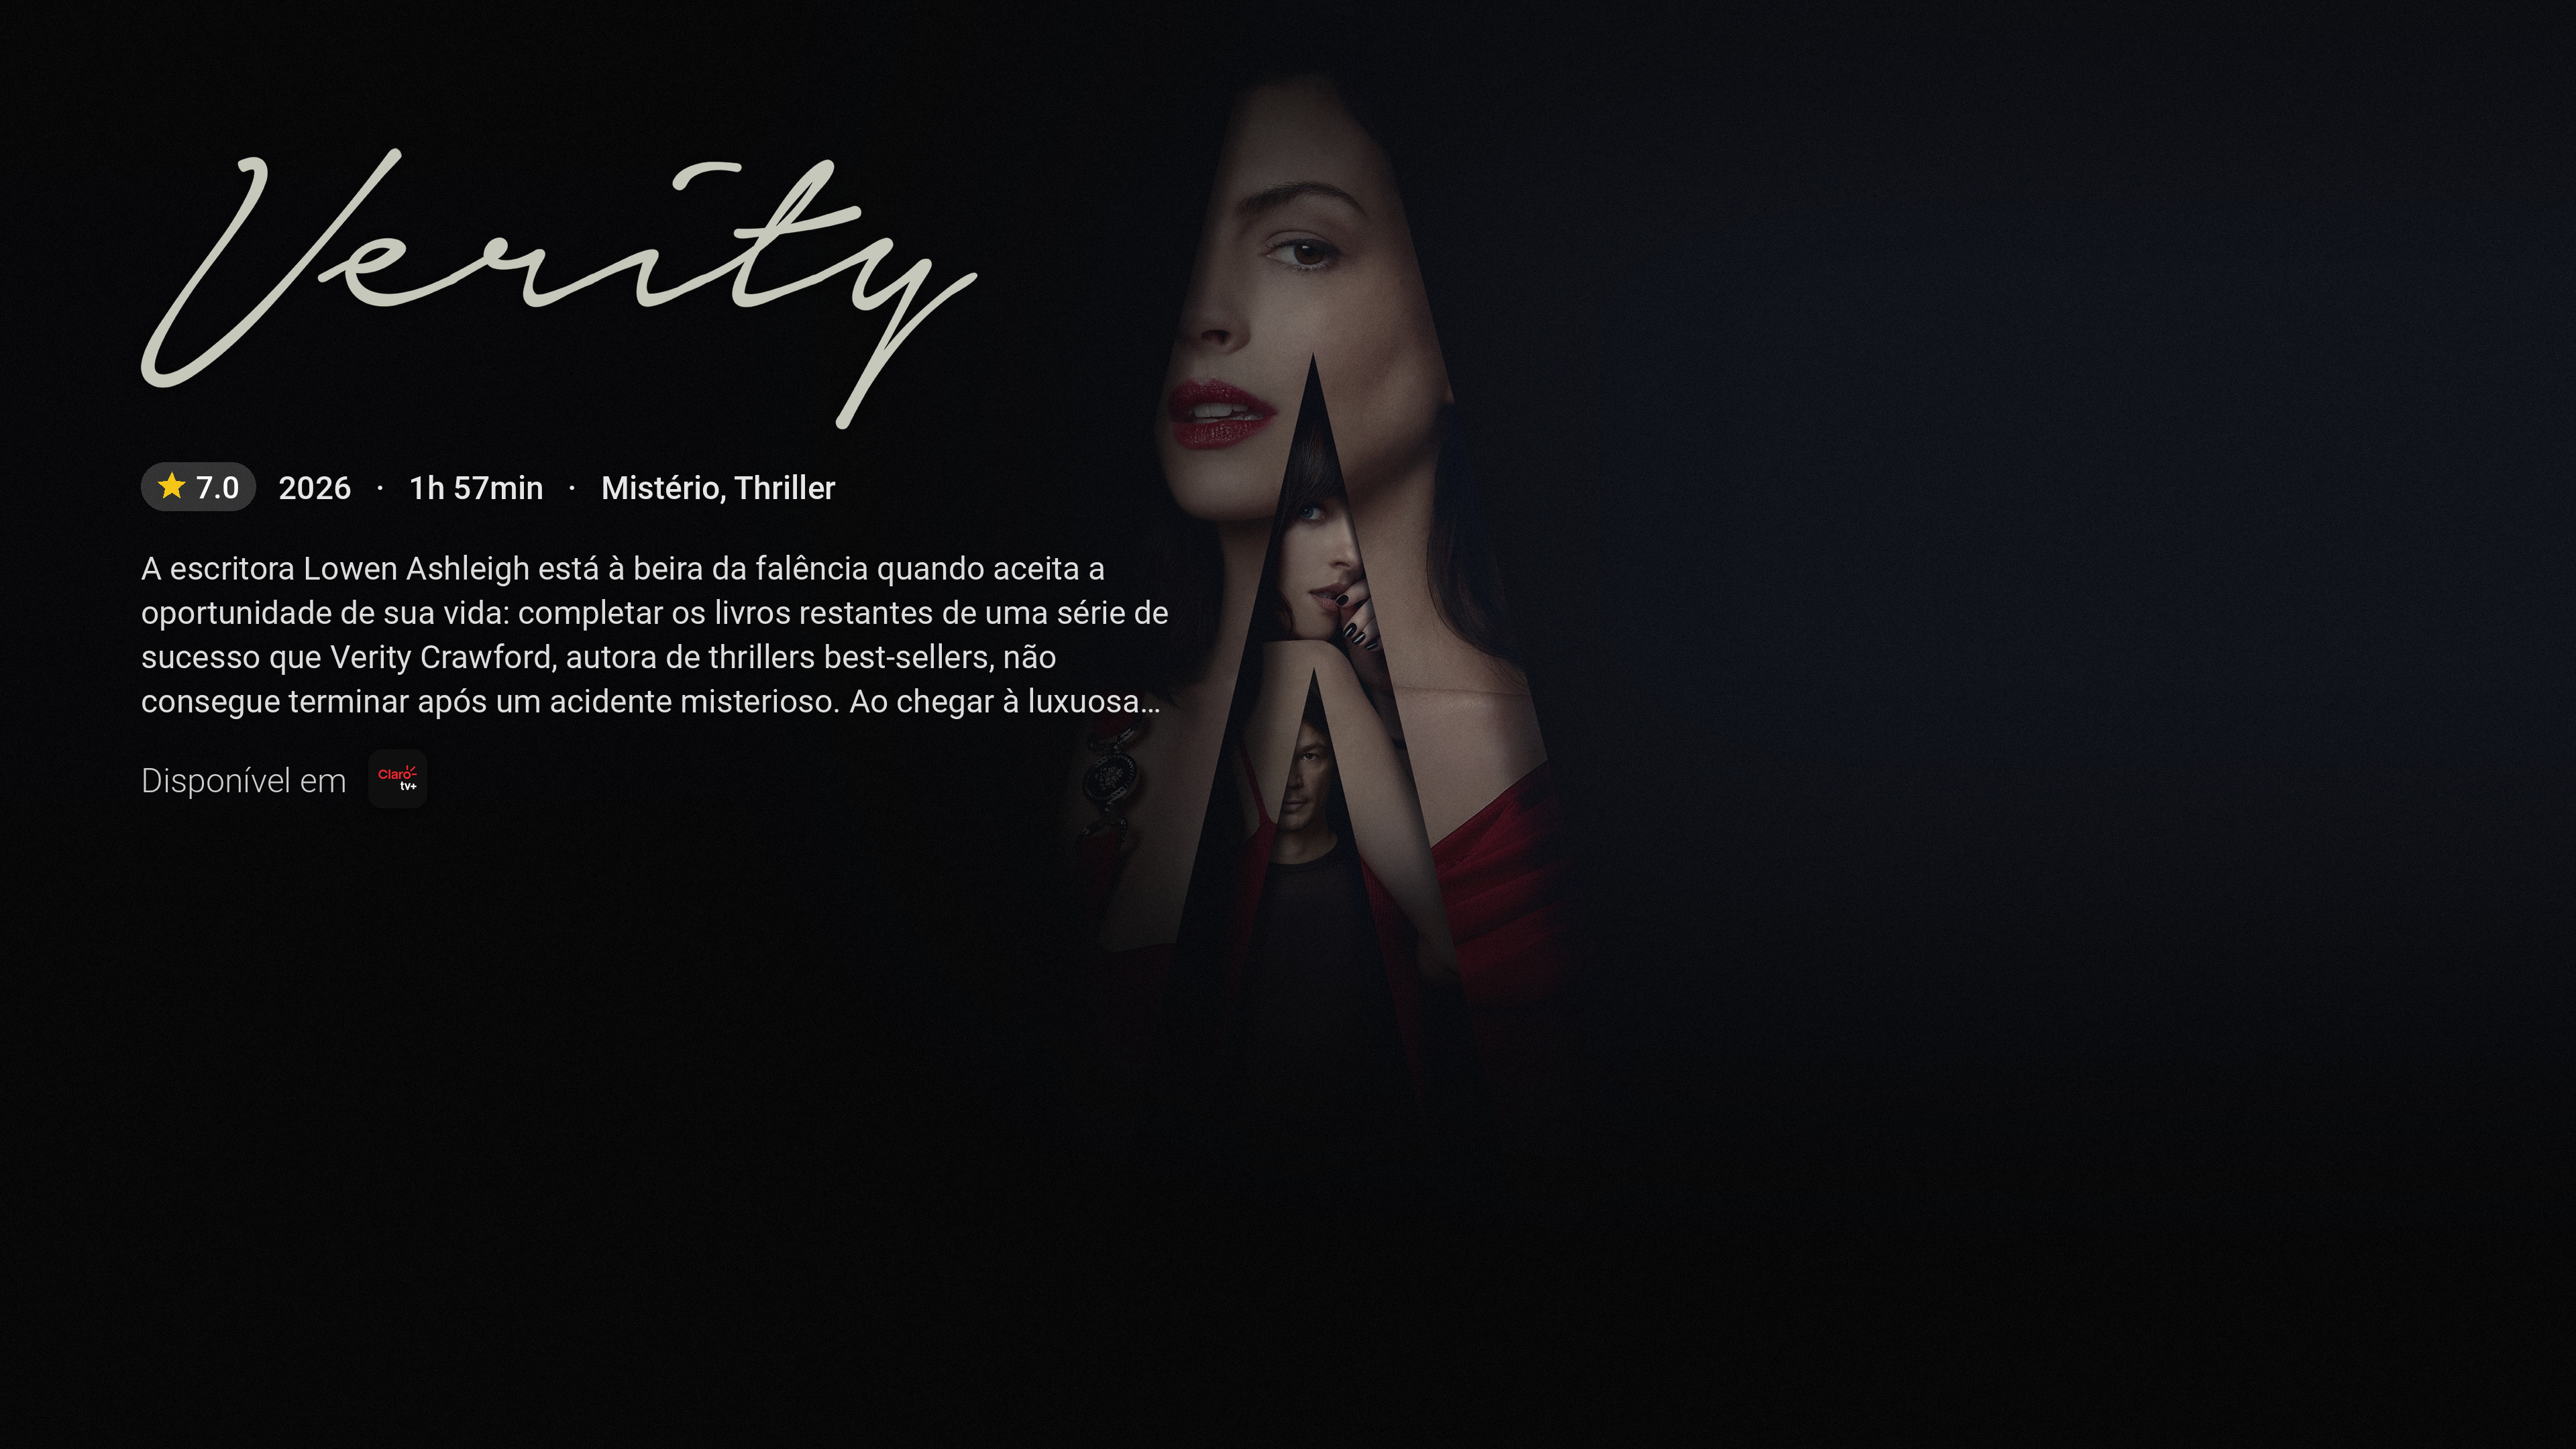 Verity
7.0 2026 · 1h 57min · Mistério, Thriller
A escritora Lowen Ashleigh está à beira da falência quando aceita a
oportunidade de sua vida: completar os livros restantes de uma série de
sucesso que Verity Crawford, autora de thrillers best-sellers, não
consegue terminar após um acidente misterioso. Ao chegar à luxuosa...
Disponível em Claro
tv+